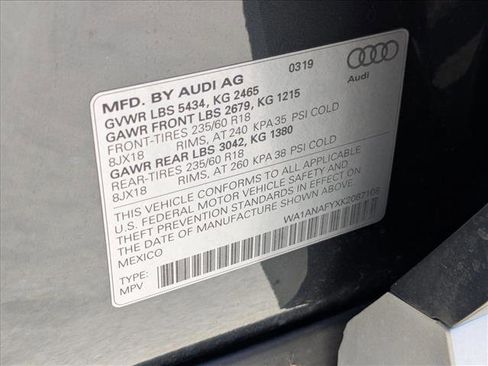 MFD. BY AUDI AG 0319
GVWR LBS 5434, KG 2465
GAWR FRONT LBS 2679, KG 1215
FRONT-TIRES 235/60 R18
8JX18 RIMS, AT 240 KPA 35 PSI COLD
GAWR REAR LBS 3042, KG 1380
REAR-TIRES 235/60 R18
8JX18 RIMS, AT 260 KPA 38 PSI COLD
THIS VEHICLE CONFORMS TO ALL APPLICABLE
U.S. FEDERAL MOTOR VEHICLE SAFETY AND
THEFT PREVENTION STANDARDS IN EFFECT ON
THE DATE OF MANUFACTURE SHOWN ABOVE.
MEXICO
WA1ANAFYXK2087108
TYPE:
MPV
Audi